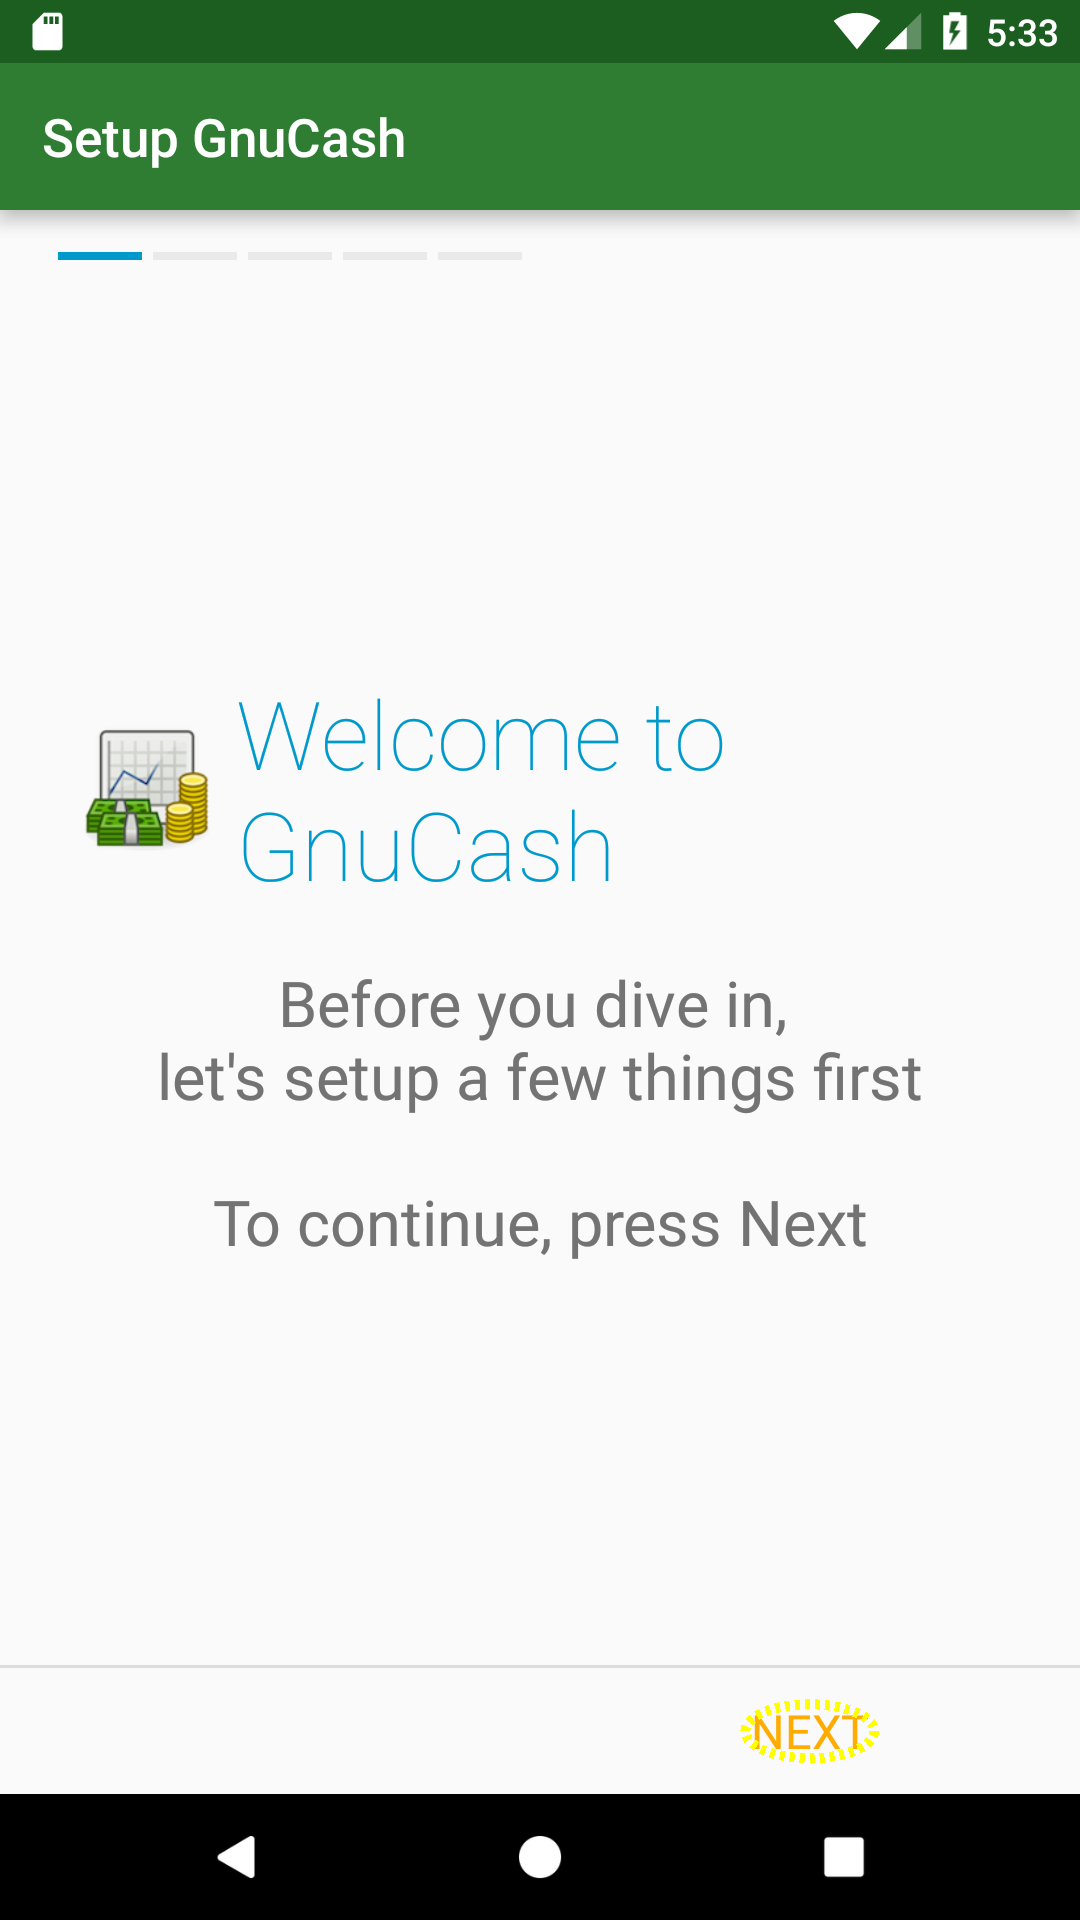 5:33
Setup GnuCash
Welcome to
GnuCash
Before you dive in,
let's setup a few things first
To continue, press Next
NEXT